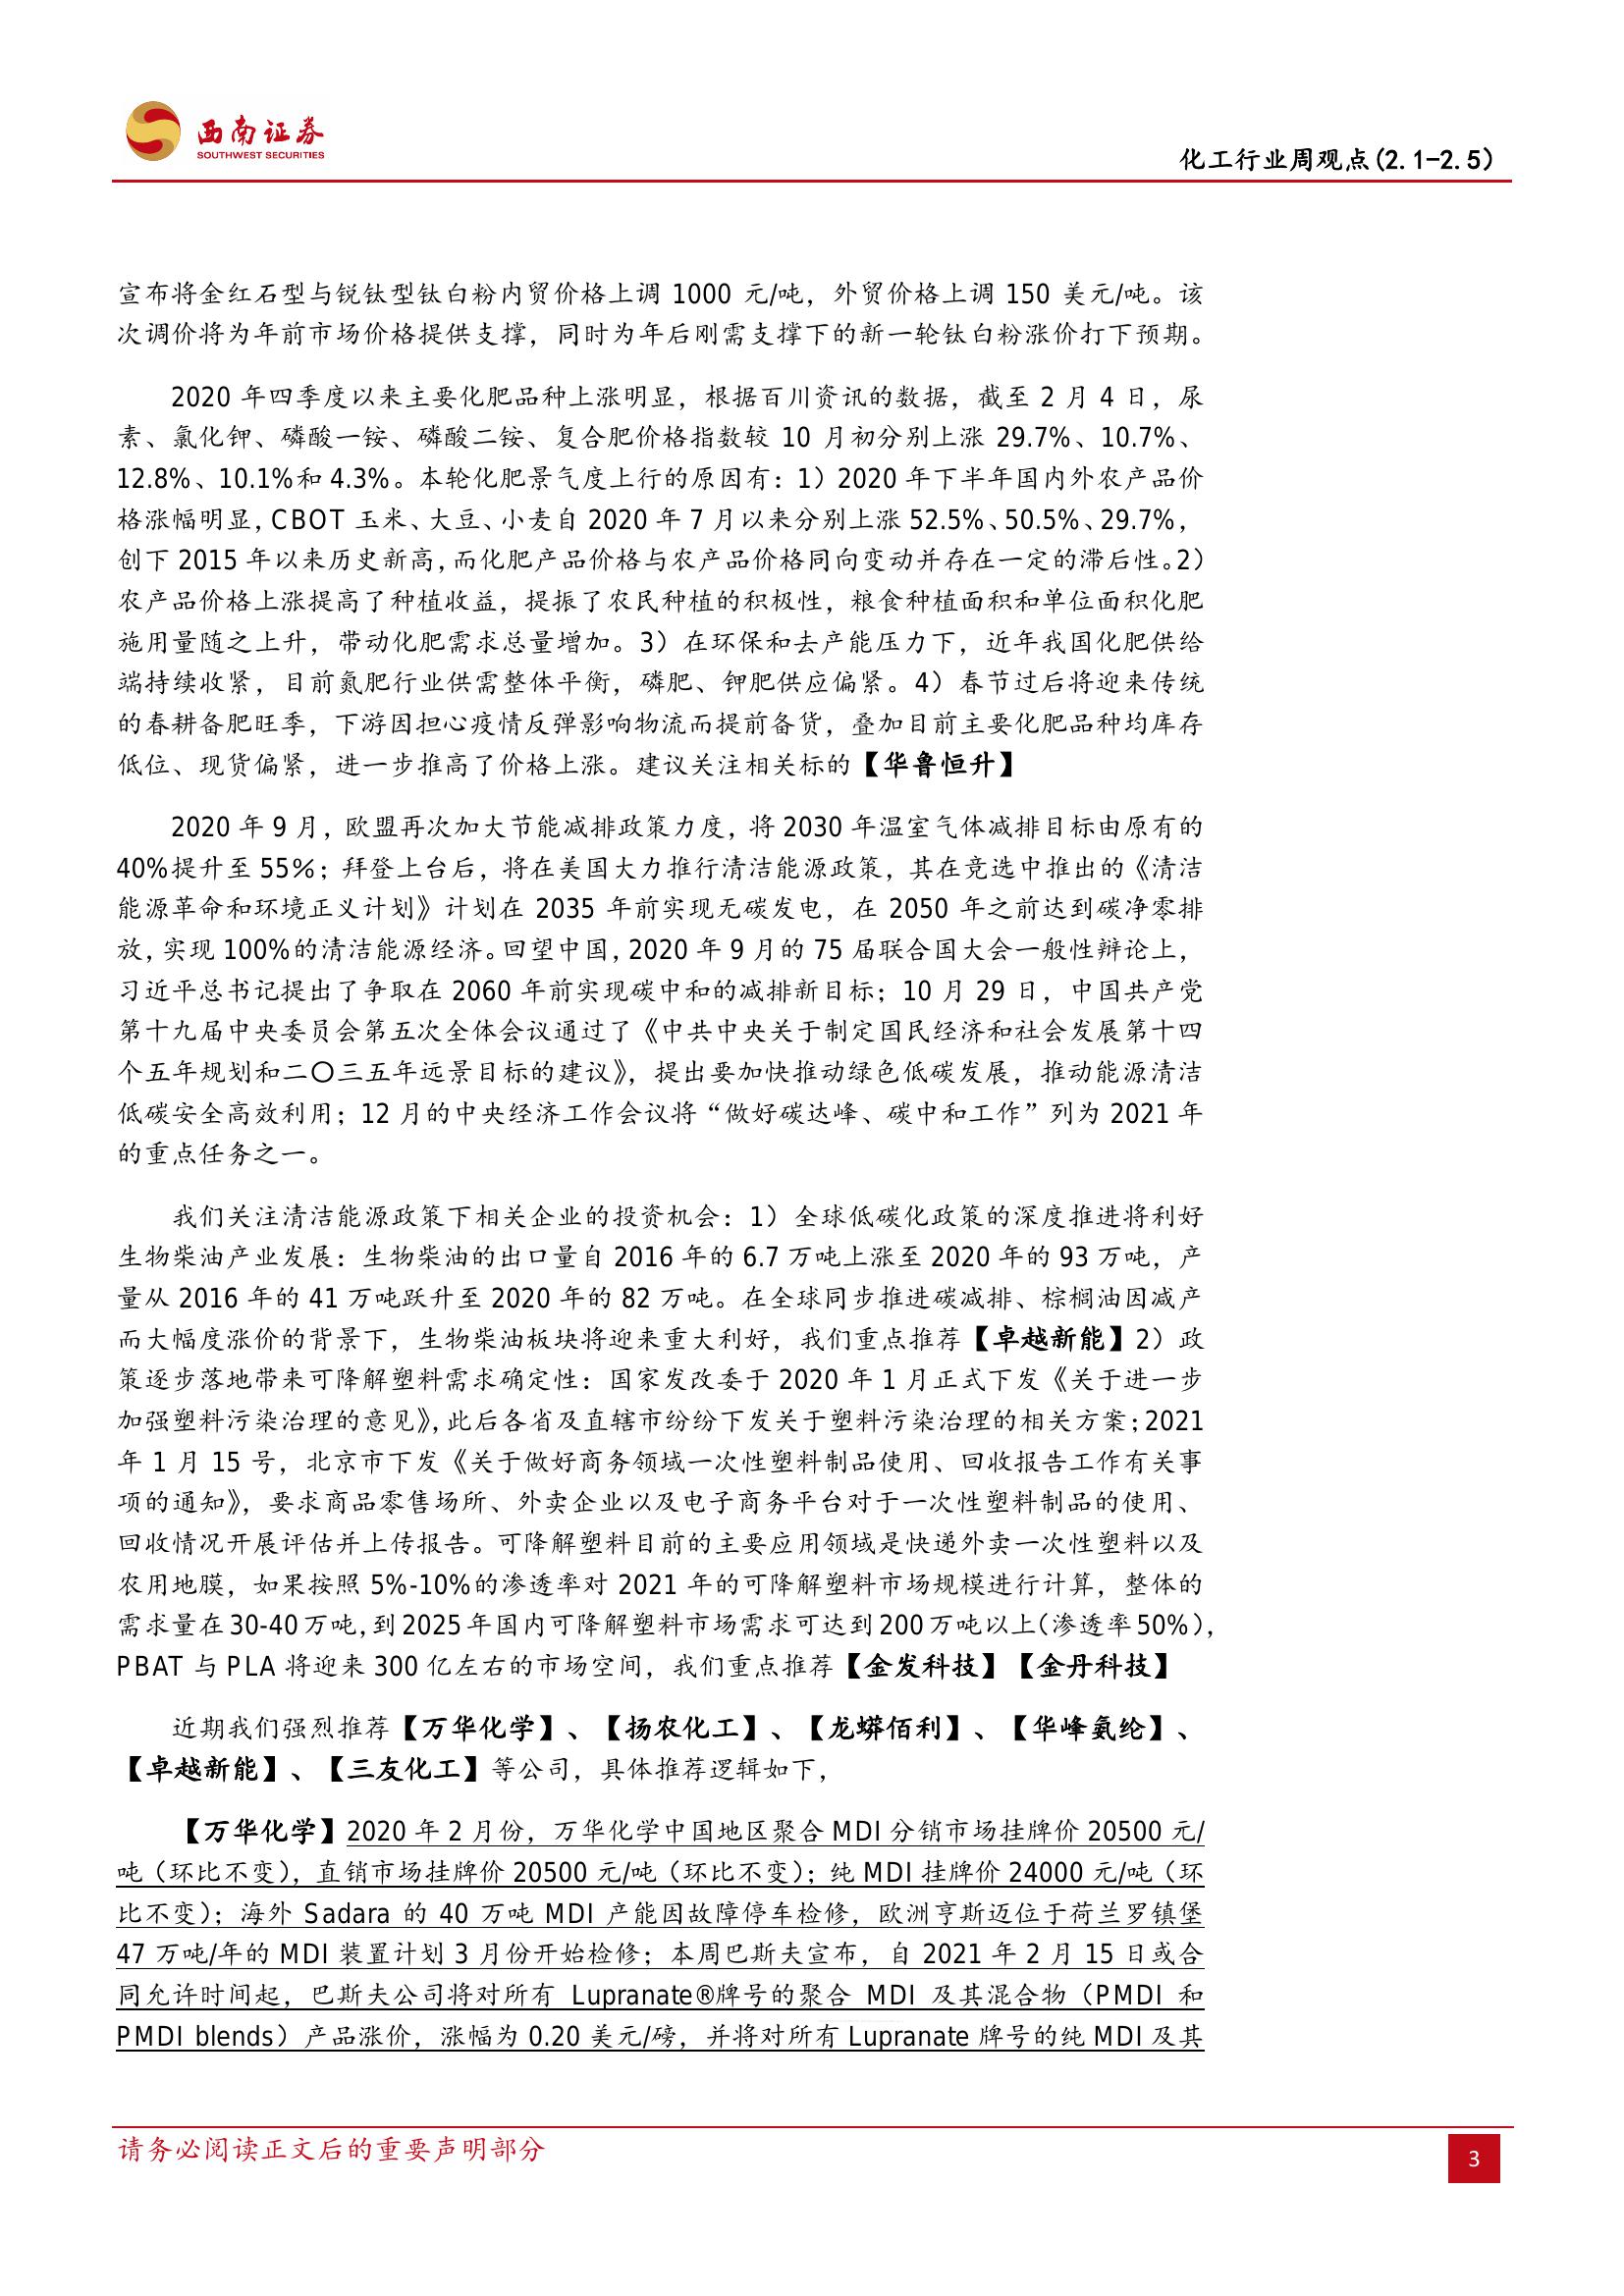 西南证券
SOUTHWEST SECURITIES
化工行业周观点(2.1-2.5)
宣布将金红石型与锐钛型钛白粉内贸价格上调 1000 元/吨，外贸价格上调 150 美元/吨。该
次调价将为年前市场价格提供支撑，同时为年后刚需支撑下的新一轮钛白粉涨价打下预期。
2020 年四季度以来主要化肥品种上涨明显，根据百川资讯的数据，截至 2 月 4 日，尿
素、氯化钾、磷酸一铵、磷酸二铵、复合肥价格指数较 10 月初分别上涨 29.7%、10.7%、
12.8%、10.1%和 4.3%。本轮化肥景气度上行的原因有：1）2020 年下半年国内外农产品价
格涨幅明显，CBOT 玉米、大豆、小麦自 2020 年 7 月以来分别上涨 52.5%、50.5%、29.7%，
创下 2015 年以来历史新高，而化肥产品价格与农产品价格同向变动并存在一定的滞后性。2）
农产品价格上涨提高了种植收益，提振了农民种植的积极性，粮食种植面积和单位面积化肥
施用量随之上升，带动化肥需求总量增加。3）在环保和去产能压力下，近年我国化肥供给
端持续收紧，目前氮肥行业供需整体平衡，磷肥、钾肥供应偏紧。4）春节过后将迎来传统
的春耕备肥旺季，下游因担心疫情反弹影响物流而提前备货，叠加目前主要化肥品种均库存
低位、现货偏紧，进一步推高了价格上涨。建议关注相关标的【华鲁恒升】
2020 年 9 月，欧盟再次加大节能减排政策力度，将 2030 年温室气体减排目标由原有的
40%提升至 55%；拜登上台后，将在美国大力推行清洁能源政策，其在竞选中推出的《清洁
能源革命和环境正义计划》计划在 2035 年前实现无碳发电，在 2050 年之前达到碳净零排
放，实现 100%的清洁能源经济。回望中国，2020 年 9 月的 75 届联合国大会一般性辩论上，
习近平总书记提出了争取在 2060 年前实现碳中和的减排新目标；10 月 29 日，中国共产党
第十九届中央委员会第五次全体会议通过了《中共中央关于制定国民经济和社会发展第十四
个五年规划和二〇三五年远景目标的建议》，提出要加快推动绿色低碳发展，推动能源清洁
低碳安全高效利用；12 月的中央经济工作会议将“做好碳达峰、碳中和工作”列为 2021 年
的重点任务之一。
我们关注清洁能源政策下相关企业的投资机会：1）全球低碳化政策的深度推进将利好
生物柴油产业发展：生物柴油的出口量自 2016 年的 6.7 万吨上涨至 2020 年的 93 万吨，产
量从 2016 年的 41 万吨跃升至 2020 年的 82 万吨。在全球同步推进碳减排、棕榈油因减产
而大幅度涨价的背景下，生物柴油板块将迎来重大利好，我们重点推荐【卓越新能】2）政
策逐步落地带来可降解塑料需求确定性：国家发改委于 2020 年 1 月正式下发《关于进一步
加强塑料污染治理的意见》，此后各省及直辖市纷纷下发关于塑料污染治理的相关方案；2021
年 1 月 15 号，北京市下发《关于做好商务领域一次性塑料制品使用、回收报告工作有关事
项的通知》，要求商品零售场所、外卖企业以及电子商务平台对于一次性塑料制品的使用、
回收情况开展评估并上传报告。可降解塑料目前的主要应用领域是快递外卖一次性塑料以及
农用地膜，如果按照 5%-10%的渗透率对 2021 年的可降解塑料市场规模进行计算，整体的
需求量在 30-40 万吨，到 2025 年国内可降解塑料市场需求可达到 200 万吨以上（渗透率 50%），
PBAT 与 PLA 将迎来 300 亿左右的市场空间，我们重点推荐【金发科技】【金丹科技】
近期我们强烈推荐【万华化学】、【扬农化工】、【龙蟒佰利】、【华峰氨纶】、
【卓越新能】、【三友化工】等公司，具体推荐逻辑如下，
【万华化学】2020 年 2 月份，万华化学中国地区聚合 MDI 分销市场挂牌价 20500 元/
吨（环比不变），直销市场挂牌价 20500 元/吨（环比不变）；纯 MDI 挂牌价 24000 元/吨（环
比不变）；海外 Sadara 的 40 万吨 MDI 产能因故障停车检修，欧洲亨斯迈位于荷兰罗镇堡
47 万吨/年的 MDI 装置计划 3 月份开始检修；本周巴斯夫宣布，自 2021 年 2 月 15 日或合
同允许时间起，巴斯夫公司将对所有 Lupranate®牌号的聚合 MDI 及其混合物（PMDI 和
PMDI blends）产品涨价，涨幅为 0.20 美元/磅，并将对所有 Lupranate 牌号的纯 MDI 及其
请务必阅读正文后的重要声明部分
3